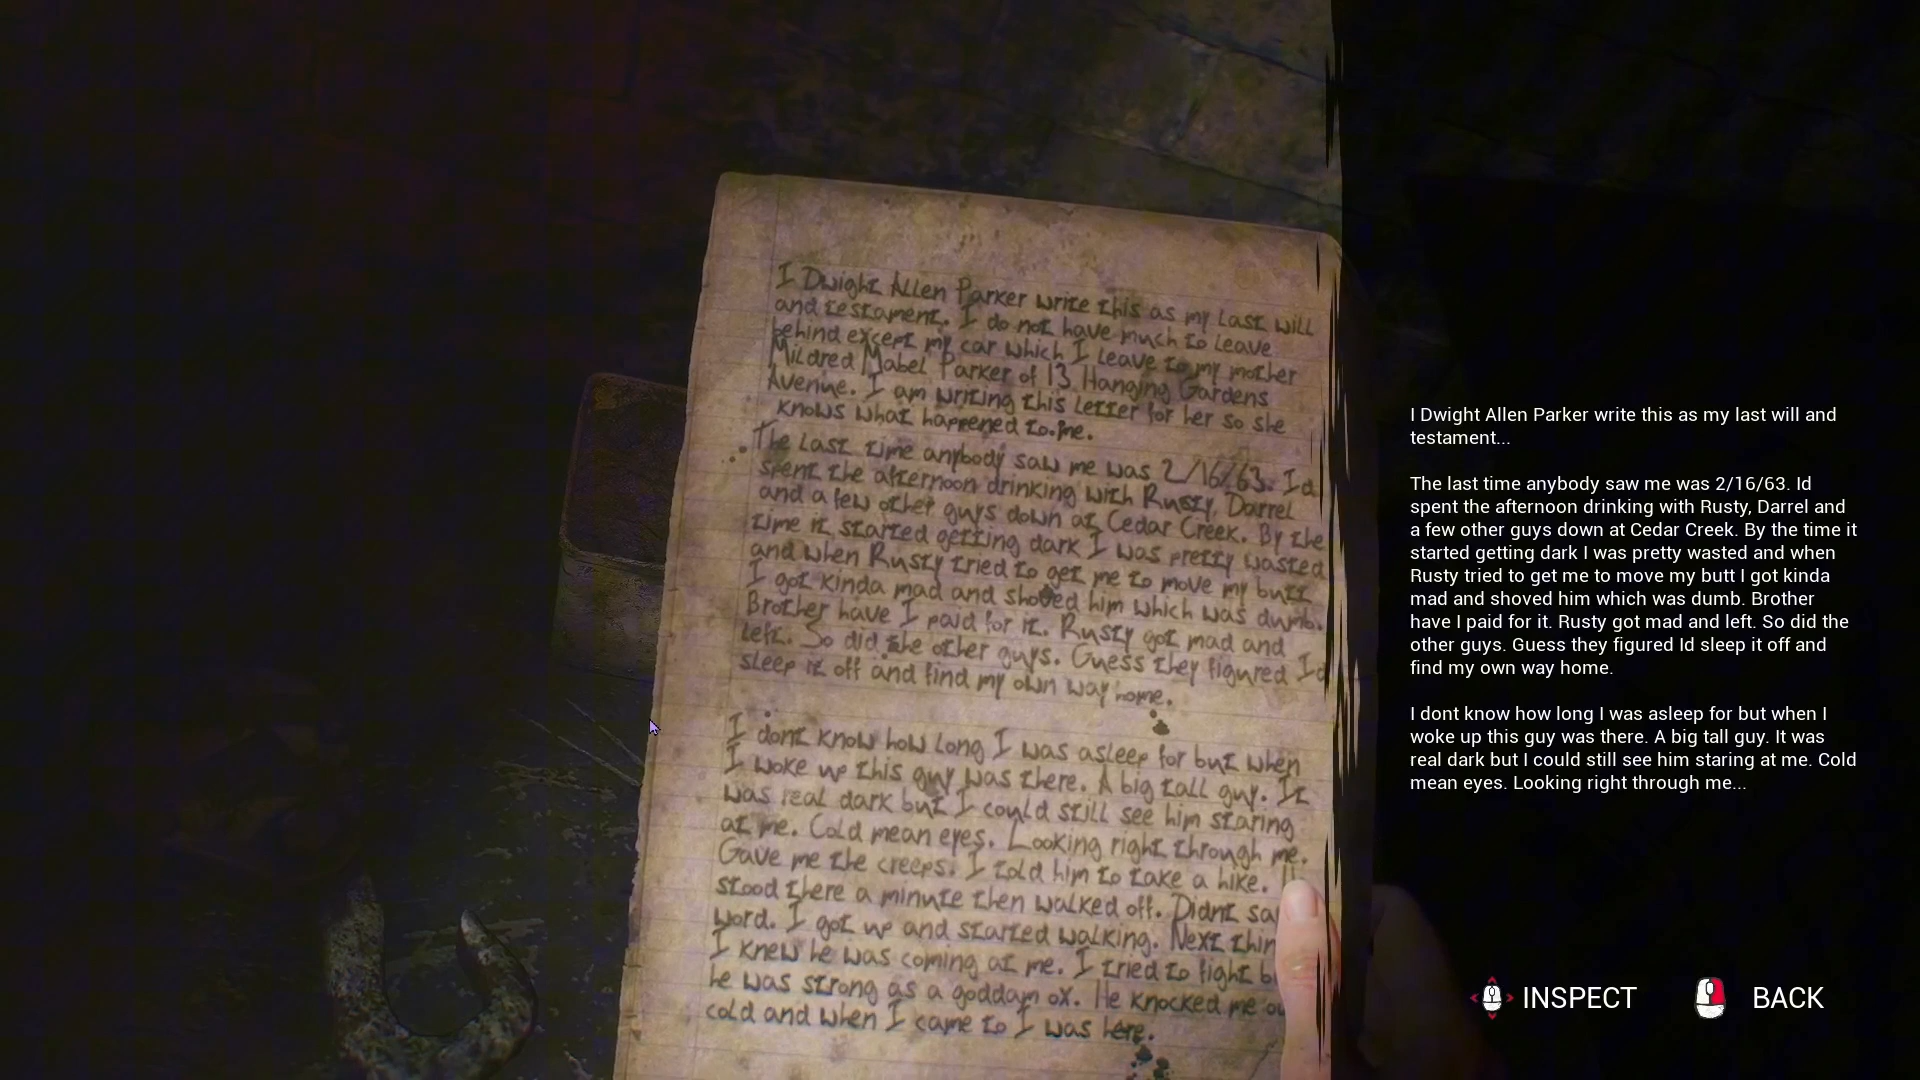 I Dwight Allen Parker write this as my last will
and testament. I do not have much to leave
behind except my car which I leave to my mother
Mildred Mabel Parker of 13 Hanging Gardens
Avenue. I am writing this letter for her so she
knows what happened to me.
The last time anybody saw me was 2/16/63. Id
spent the afternoon drinking with Rusty, Darrel
and a few other guys down at Cedar Creek. By the
time it started getting dark I was pretty wasted
and when Rusty tried to get me to move my butt
I got kinda mad and shoved him which was dumb.
Brother have I paid for it. Rusty got mad and
left. So did the other guys. Guess they figured Id
sleep it off and find my own way home.
I dont know how long I was asleep for but when
I woke up this guy was there. A big tall guy. It
was real dark but I could still see him staring
at me. Cold mean eyes. Looking right through me.
Gave me the creeps. I told him to take a hike.
stood there a minute then walked off. Didnt
word. I got up and started walking. Next
I knew he was coming at me. I tried to fight
he was strong as a goddam ox. He knocked me
cold and when I came to I was here.
I Dwight Allen Parker write this as my last will and
testament...
The last time anybody saw me was 2/16/63. Id
spent the afternoon drinking with Rusty, Darrel and
a few other guys down at Cedar Creek. By the time it
started getting dark I was pretty wasted and when
Rusty tried to get me to move my butt I got kinda
mad and shoved him which was dumb. Brother
have I paid for it. Rusty got mad and left. So did the
other guys. Guess they figured Id sleep it off and
find my own way home.
I dont know how long I was asleep for but when I
woke up this guy was there. A big tall guy. It was
real dark but I could still see him staring at me. Cold
mean eyes. Looking right through me...
INSPECT
BACK